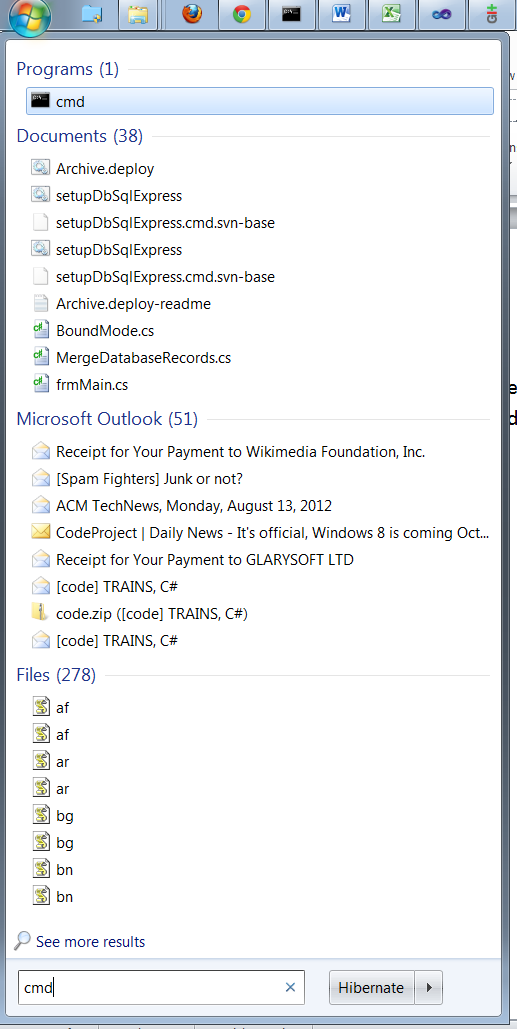 Programs (1)
cmd
Documents (38)
Archive.deploy
setupDbSqlExpress
setupDbSqlExpress.cmd.svn-base
setupDbSqlExpress
setupDbSqlExpress.cmd.svn-base
Archive.deploy-readme
BoundMode.cs
MergeDatabaseRecords.cs
frmMain.cs
Microsoft Outlook (51)
Receipt for Your Payment to Wikimedia Foundation, Inc.
[Spam Fighters] Junk or not?
ACM TechNews, Monday, August 13, 2012
CodeProject | Daily News - It's official, Windows 8 is coming Oct...
Receipt for Your Payment to GLARYSOFT LTD
[code] TRAINS, C#
code.zip ([code] TRAINS, C#)
[code] TRAINS, C#
Files (278)
af
af
ar
ar
bg
bg
bn
bn
See more results
cmd
Hibernate